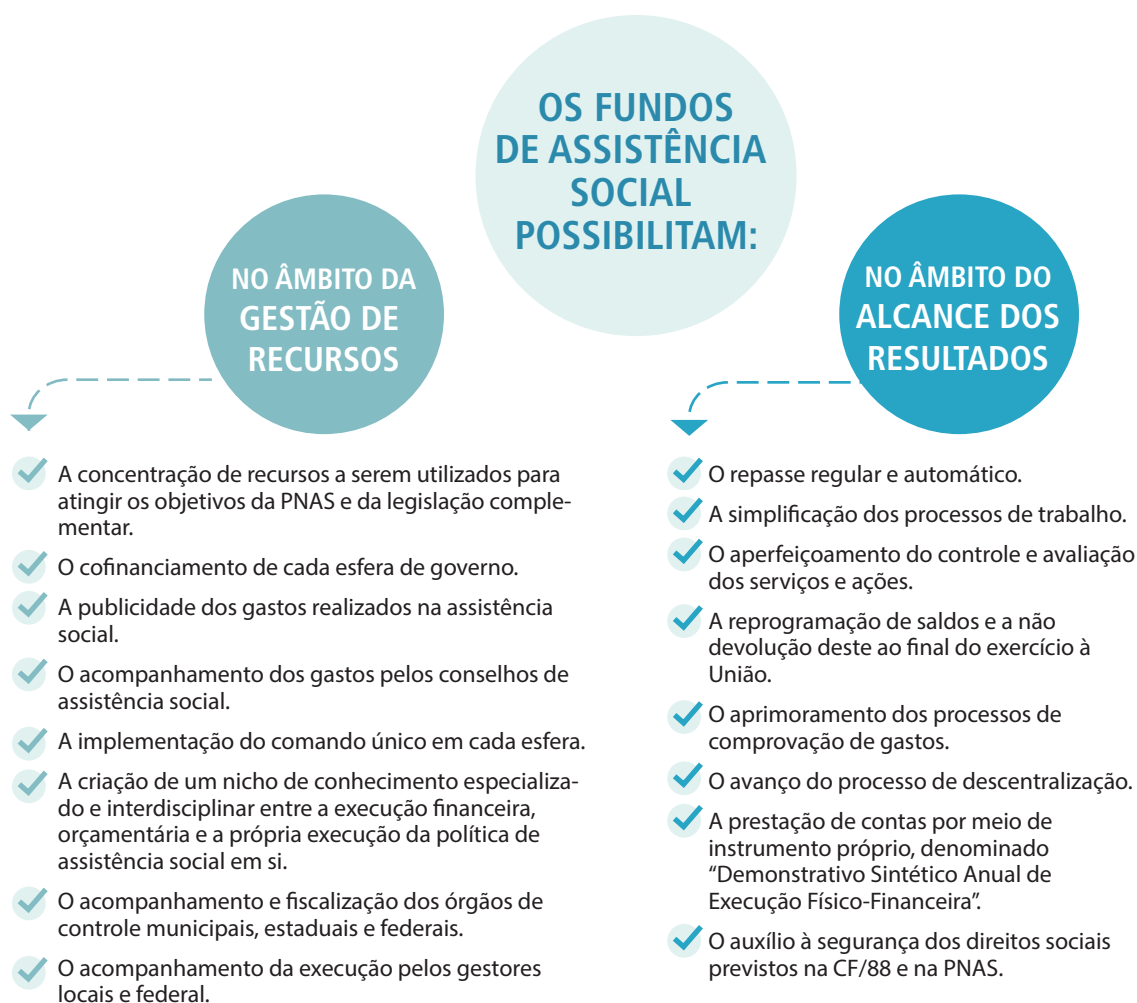 OS FUNDOS
DE ASSISTÊNCIA
SOCIAL
POSSIBILITAM:
NO ÂMBITO DA
GESTÃO DE
RECURSOS
A concentração de recursos a serem utilizados para
atingir os objetivos da PNAS e da legislação comple-
mentar.
O cofinanciamento de cada esfera de governo.
A publicidade dos gastos realizados na assistência
social.
O acompanhamento dos gastos pelos conselhos de
assistência social.
A implementação do comando único em cada esfera.
A criação de um nicho de conhecimento especializa-
do e interdisciplinar entre a execução financeira,
orçamentária e a própria execução da política de
assistência social em si.
O acompanhamento e fiscalização dos órgãos de
controle municipais, estaduais e federais.
O acompanhamento da execução pelos gestores
locais e federal.
NO ÂMBITO DO
ALCANCE DOS
RESULTADOS
O repasse regular e automático.
A simplificação dos processos de trabalho.
O aperfeiçoamento do controle e avaliação
dos serviços e ações.
A reprogramação de saldos e a não
devolução deste ao final do exercício à
União.
O aprimoramento dos processos de
comprovação de gastos.
O avanço do processo de descentralização.
A prestação de contas por meio de
instrumento próprio, denominado
“Demonstrativo Sintético Anual de
Execução Físico-Financeira”.
O auxílio à segurança dos direitos sociais
previstos na CF/88 e na PNAS.